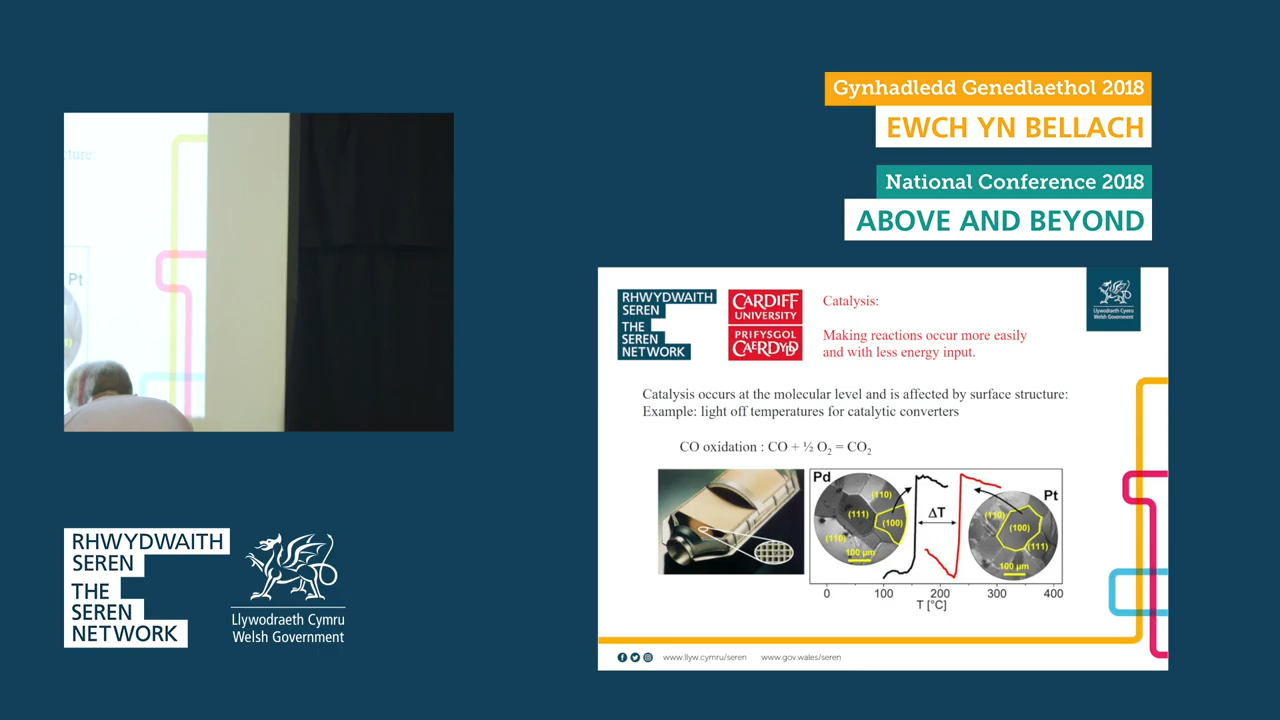 Gynhadledd Genedlaethol 2018
EWCH YN BELLACH
National Conference 2018
ABOVE AND BEYOND
cture:
Pt
RHWYDWAITH
SEREN
THE
SEREN
NETWORK
Llywodraeth Cymru
Welsh Government
RHWYDWAITH
SEREN
THE
SEREN
NETWORK
CARDIFF
UNIVERSITY
PRIFYSGOL
CAERDYDD
Catalysis:
Making reactions occur more easily
and with less energy input.
Llywodraeth Cymru
Welsh Government
Catalysis occurs at the molecular level and is affected by surface structure:
Example: light off temperatures for catalytic converters
CO oxidation : CO + ½ O₂ = CO₂
Pd
(110)
(111)
(100)
(110)
100 µm
ΔT
Pt
(110)
(100)
(111)
100 µm
0 100 200 300 400
T [°C]
www.llyw.cymru/seren www.gov.wales/seren